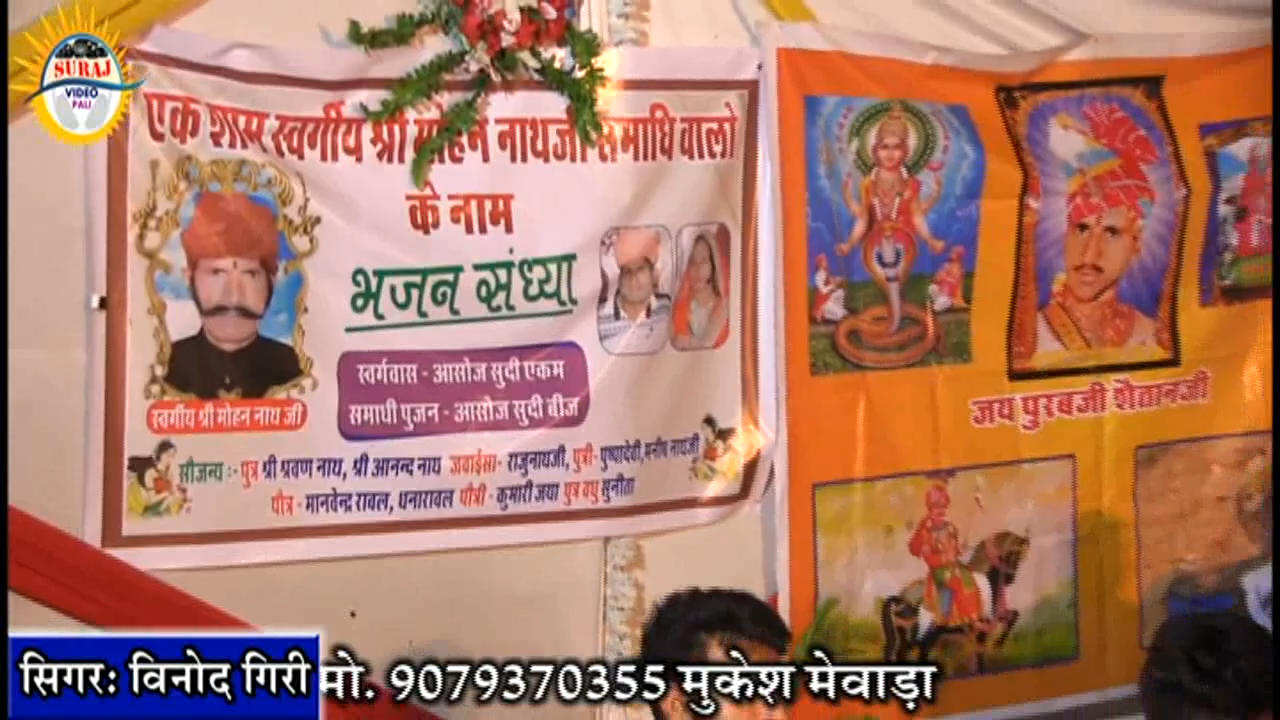 SURAJ
VIDEO
PALI
एक शाम स्वर्गीय श्री मोहन नाथजी समाधि वालो
के नाम
भजन संध्या
स्वर्गवास - आसोज सुदी एकम
समाधी पुजन - आसोज सुदी बीज
स्वर्गीय श्री मोहन नाथ जी
सौजन्य :- पुत्र श्री श्रवण नाथ, श्री आनन्द नाथ जवाईसा- राजुनाथजी, पुत्री- पुष्पादेवी, मनीष नाथजी
पौत्र - मानवेन्द्र रावल, धनारावल पौत्री - कुमारी जया पुत्र वधु सुनीता
जय पुरवजी शैतानजी
सिगरः विनोद गिरी मो. 9079370355 मुकेश मेवाड़ा